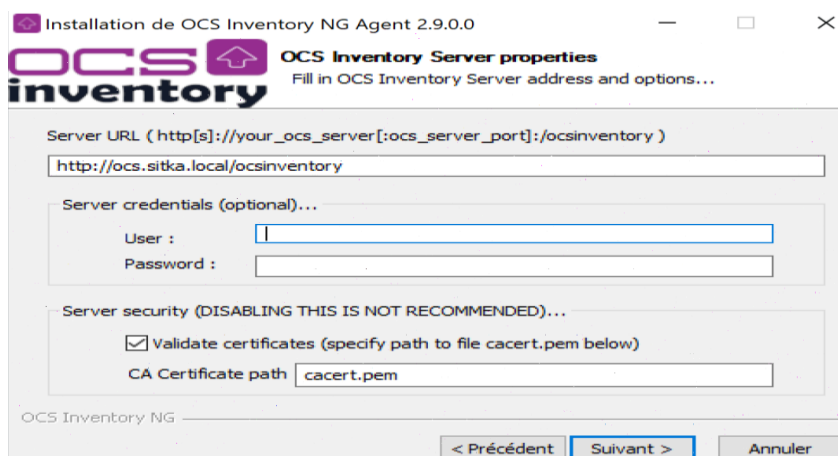 Installation de OCS Inventory NG Agent 2.9.0.0
OCS
inventory
OCS Inventory Server properties
Fill in OCS Inventory Server address and options...
Server URL ( http[s]://your_ocs_server[:ocs_server_port]:/ocsinventory )
http://ocs.sitka.local/ocsinventory
Server credentials (optional)...
User :
Password :
Server security (DISABLING THIS IS NOT RECOMMENDED)...
Validate certificates (specify path to file cacert.pem below)
CA Certificate path cacert.pem
OCS Inventory NG
< Précédent Suivant > Annuler